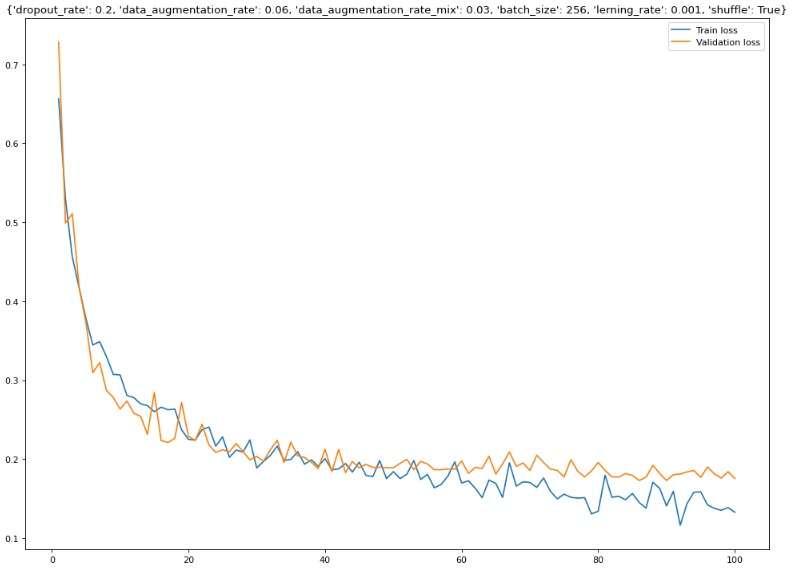 {'dropout_rate': 0.2, 'data_augmentation_rate': 0.06, 'data_augmentation_rate_mix': 0.03, 'batch_size': 256, 'lerning_rate': 0.001, 'shuffle': True}
Train loss
Validation loss
0.7
0.6
0.5
0.4
0.3
0.2
0.1
0 20 40 60 80 100